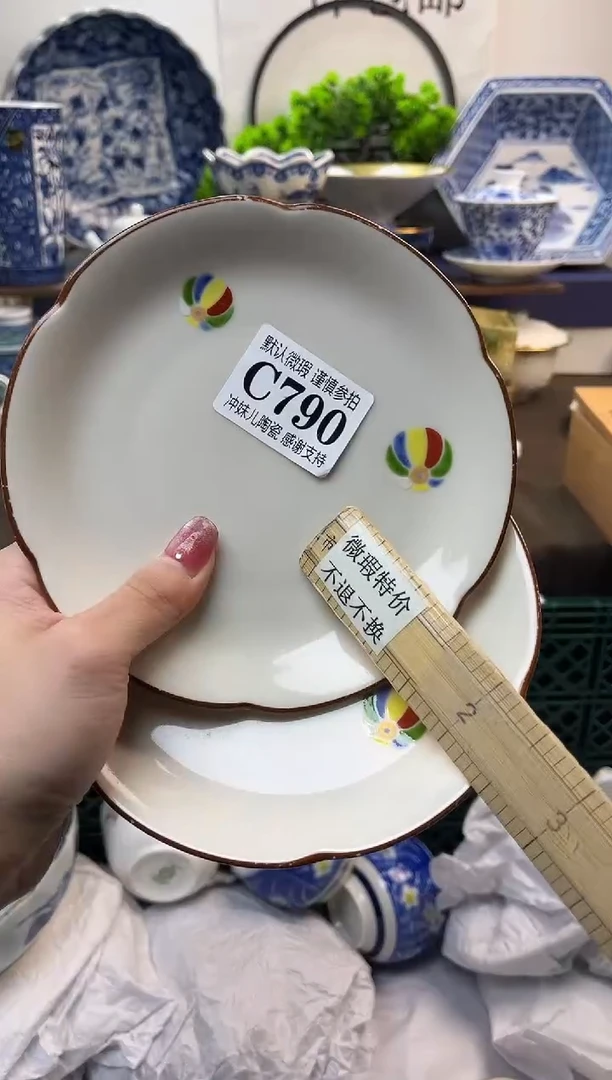 默认微瑕 谨慎参拍
C790
冲妹儿陶瓷 感谢支持
市
微瑕特价
不退不换
2
3